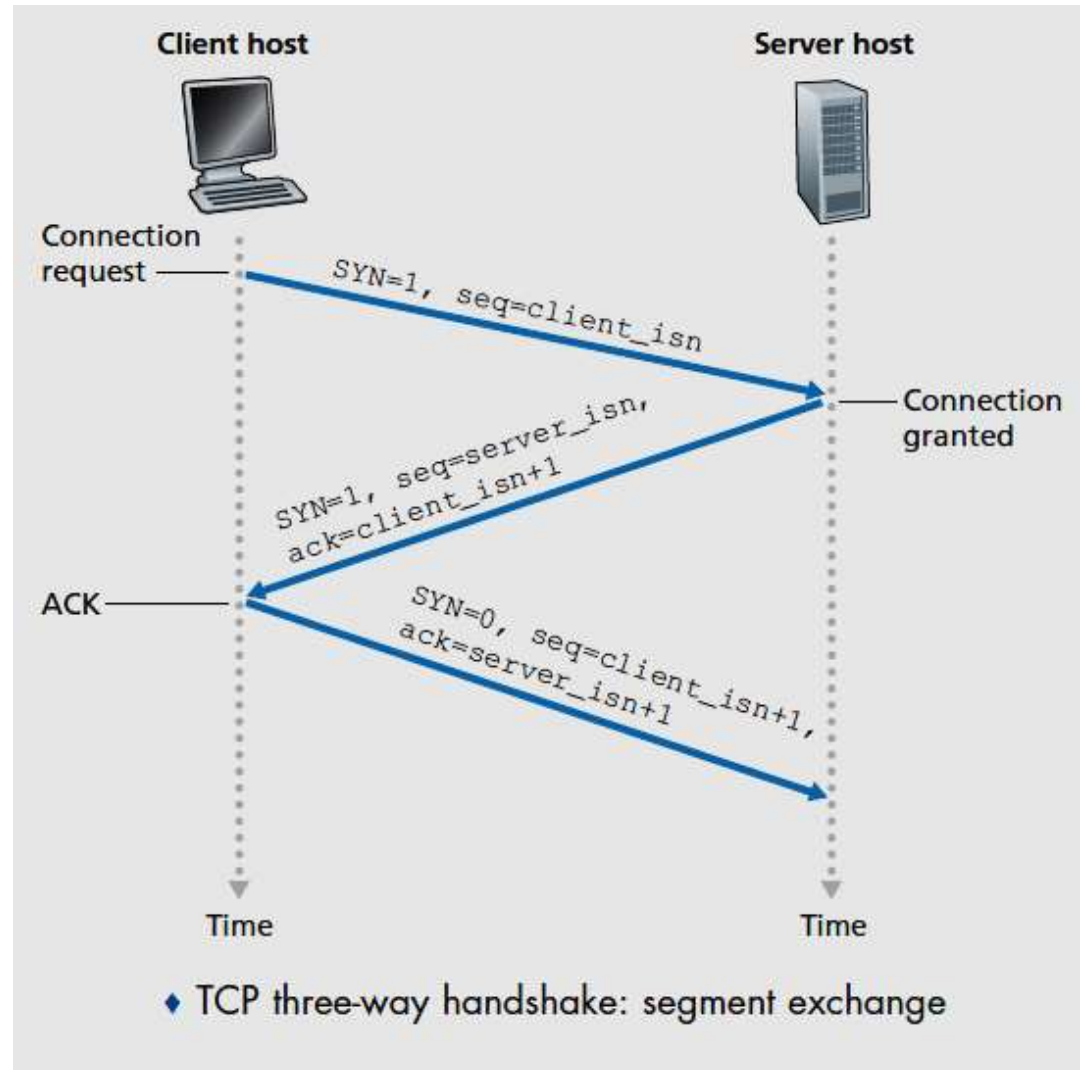 Client host
Server host
Connection
request
SYN=1, seq=client_isn
Connection
granted
SYN=1, seq=server_isn,
ack=client_isn+1
ACK
SYN=0, seq=client_isn+1,
ack=server_isn+1
Time
Time
♦ TCP three-way handshake: segment exchange